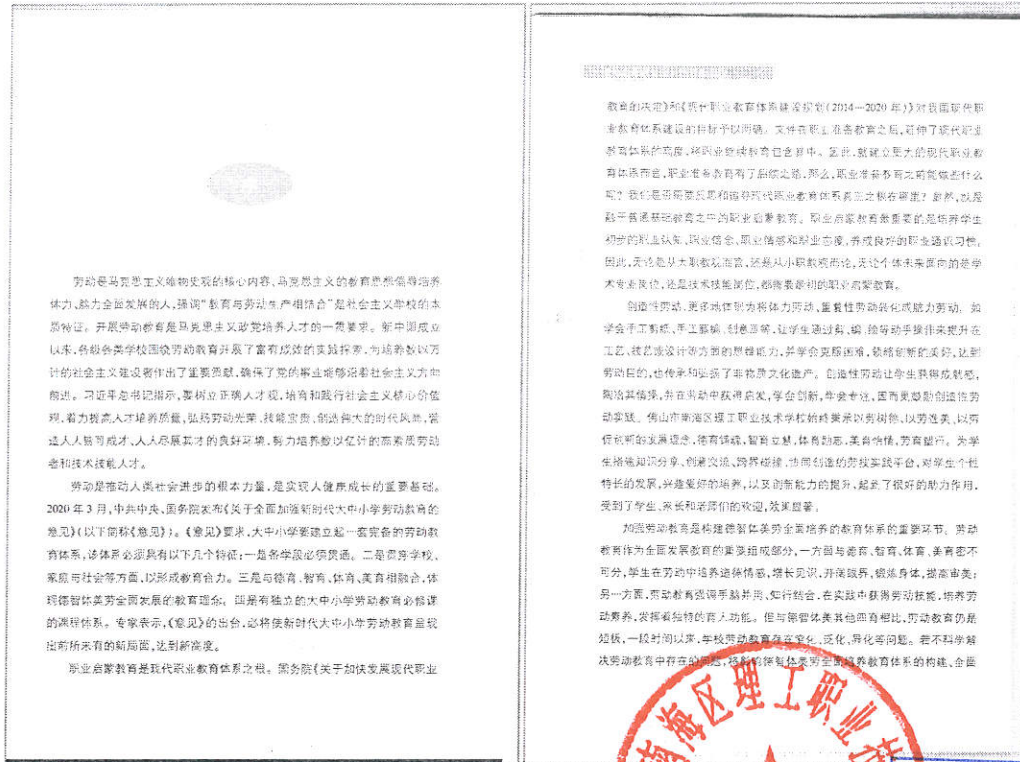 劳动是马克思主义唯物史观的核心内容,马克思主义的教育思想倡导培养
体力、脑力全面发展的人,强调“教育与劳动生产相结合”是社会主义学校的本
质特征。开展劳动教育是马克思主义政党培养人才的一贯要求。新中国成立
以来,各级各类学校围绕劳动教育开展了富有成效的实践探索,为培养数以万
计的社会主义建设者作出了重要贡献,确保了党的事业能够沿着社会主义方向
前进。习近平总书记指示,要树立正确人才观,培育和践行社会主义核心价值
观,着力提高人才培养质量,弘扬劳动光荣、技能宝贵、创造伟大的时代风尚,营
造人人皆可成才、人人尽展其才的良好环境,努力培养数以亿计的高素质劳动
者和技术技能人才。
劳动是推动人类社会进步的根本力量,是实现人健康成长的重要基础。
2020 年 3 月,中共中央、国务院发布《关于全面加强新时代大中小学劳动教育的
意见》(以下简称《意见》)。《意见》要求,大中小学要建立起一套完备的劳动教
育体系,该体系必须具有以下几个特征:一是各学段必须贯通。二是贯穿学校、
家庭与社会等方面,以形成教育合力。三是与德育、智育、体育、美育相融合,体
现德智体美劳全面发展的教育理念。四是有独立的大中小学劳动教育必修课
的课程体系。专家表示,《意见》的出台,必将使新时代大中小学劳动教育呈现
出前所未有的新局面,达到新高度。
职业启蒙教育是现代职业教育体系之根。国务院《关于加快发展现代职业
教育的决定》和《现代职业教育体系建设规划(2014—2020 年)》对我国现代职
业教育体系建设的目标予以明确。文件在职业准备教育之后,延伸了现代职业
教育体系的高度,将职业继续教育包含其中。至此,就建立更大的现代职业教
育体系而言,职业准备教育有了后续之路。那么,职业准备教育之前能做些什么
呢?我们是否需要反思和追寻现代职业教育体系真正之根在哪里?显然,这是
融于普通基础教育之中的职业启蒙教育。职业启蒙教育最重要的是培养学生
初步的职业认知、职业信念、职业情感和职业态度,养成良好的职业通识习惯。
因此,无论是从大职教观而言,还是从小职教观而论,无论个体未来面向的是学
术专业岗位,还是技术技能岗位,都需要最初的职业启蒙教育。
创造性劳动,更多地体现为将体力劳动、重复性劳动转化成脑力劳动。如
学会手工剪纸、手工编绳、创意画等,让学生通过剪、编、绘等动手操作来提升在
工艺、技艺或设计等方面的思维能力,并学会克服困难,领略创新的美好,达到
劳动目的,也传承和弘扬了非物质文化遗产。创造性劳动让学生获得成就感,
陶冶其情操,并在劳动中获得启发,学会创新,学会专注,因而更鼓励创造性劳
动实践。佛山市南海区理工职业技术学校始终秉承以劳树德、以劳造美、以劳
促创新的发展理念,德育铸魂,智育立慧,体育励志,美育怡情,劳育塑行。为学
生搭建知识分享、创意交流、跨界碰撞、协同创造的劳技实践平台,对学生个性
特长的发展,兴趣爱好的培养,以及创新能力的提升,起到了很好的助力作用,
受到了学生、家长和老师们的欢迎,效果显著。
加强劳动教育是构建德智体美劳全面培养的教育体系的重要环节。劳动
教育作为全面发展教育的重要组成部分,一方面与德育、智育、体育、美育密不
可分,学生在劳动中培养道德情感,增长见识,开阔眼界,锻炼身体,提高审美;
另一方面,劳动教育强调手脑并用、知行结合,在实践中获得劳动技能,培养劳
动素养,发挥着独特的育人功能。但与德智体美其他四育相比,劳动教育仍是
短板,一段时间以来,学校劳动教育存在窄化、泛化、异化等问题。若不科学解
决劳动教育中存在的问题,将影响德智体美劳全面培养教育体系的构建、全面
南海区理工职业技